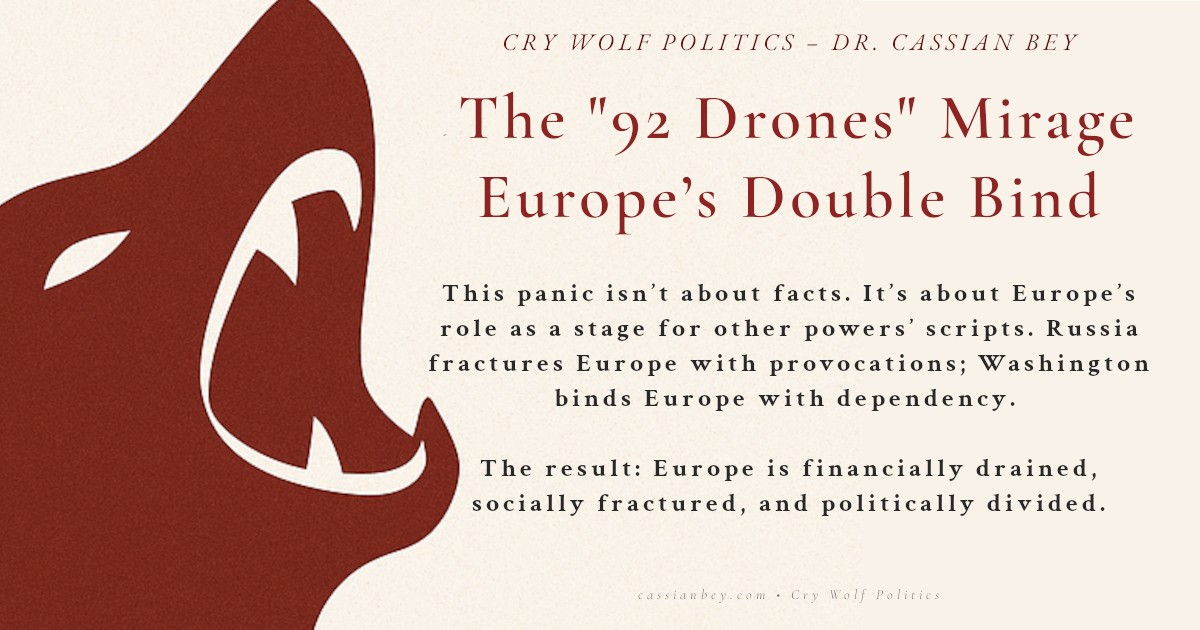 CRY WOLF POLITICS – DR. CASSIAN BEY
The "92 Drones" Mirage
Europe’s Double Bind
This panic isn’t about facts. It’s about Europe’s
role as a stage for other powers’ scripts. Russia
fractures Europe with provocations; Washington
binds Europe with dependency.
The result: Europe is financially drained,
socially fractured, and politically divided.
cassianbey.com • Cry Wolf Politics